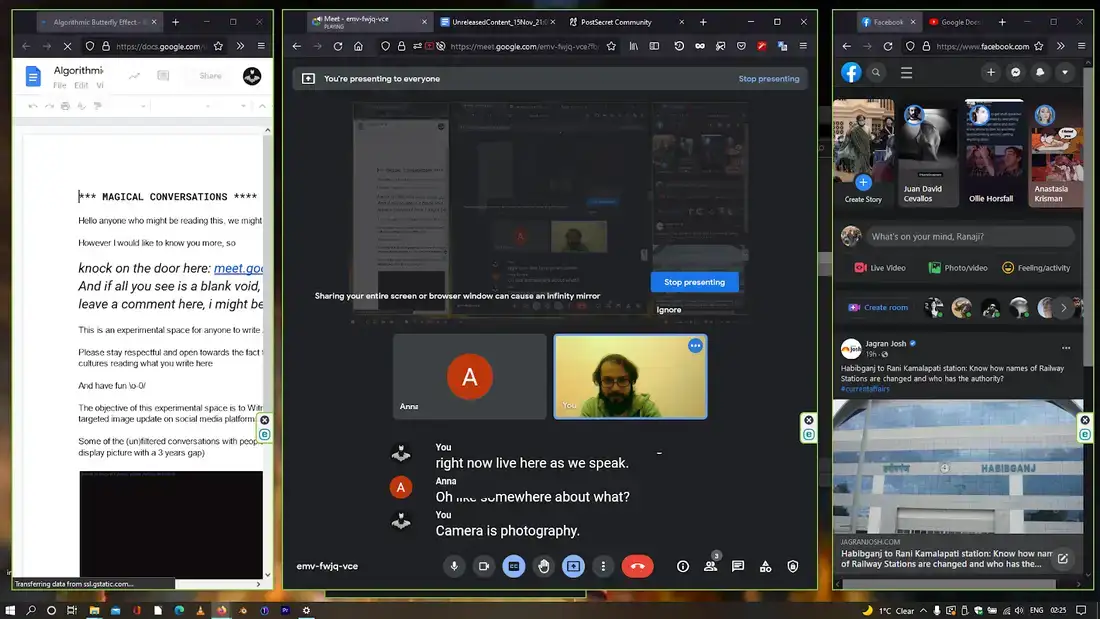 Algorithmic Butterfly Effect -
https://docs.google.com/
Algorithmi
Share
File Edit Vi
*** MAGICAL CONVERSATIONS ****
Hello anyone who might be reading this, we might
However I would like to know you more, so
knock on the door here: meet.goo
And if all you see is a blank void,
leave a comment here, i might be
This is an experimental space for anyone to write
Please stay respectful and open towards the fact
cultures reading what you write here
And have fun \o-0/
The objective of this experimental space is to Witr
targeted image update on social media platform
Some of the (un)filtered conversations with peop
display picture with a 3 years gap)
Transferring data from ssl.gstatic.com...
Meet - emv-fwjq-vce
PLAYING
UnreleasedContent_15Nov_21:0
PostSecret Community
https://meet.google.com/emv-fwjq-vce?
You're presenting to everyone
Stop presenting
Stop presenting
Sharing your entire screen or browser window can cause an infinity mirror
Ignore
A
Anna
You
You
right now live here as we speak.
A
Anna
Oh like somewhere about what?
You
Camera is photography.
emv-fwjq-vce
3
Facebook
Google Docs
https://www.facebook.com
Create Story
Juan David
Cevallos
Ollie Horsfall
Anastasia
Krisman
What's on your mind, Ranaji?
Live Video
Photo/video
Feeling/activity
Create room
Jagran Josh
19h
Habibganj to Rani Kamalapati station: Know how names of Railway
Stations are changed and who has the authority?
#currentaffairs
हबीबगंज
HABIBGANJ
JAGRANJOSH.COM
Habibganj to Rani Kamalapati station: Know how nam
of Railway Stations are changed and who has the...
Clear
ENG
02:25